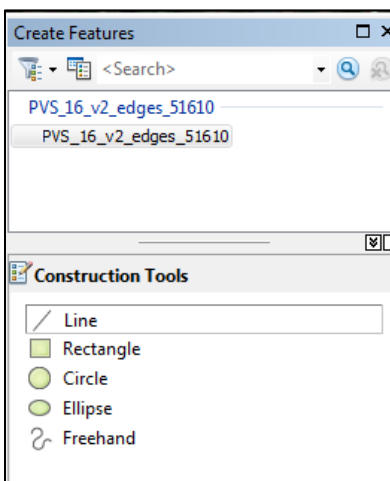 Create Features
<Search>
PVS_16_v2_edges_51610
PVS_16_v2_edges_51610
Construction Tools
Line
Rectangle
Circle
Ellipse
Freehand